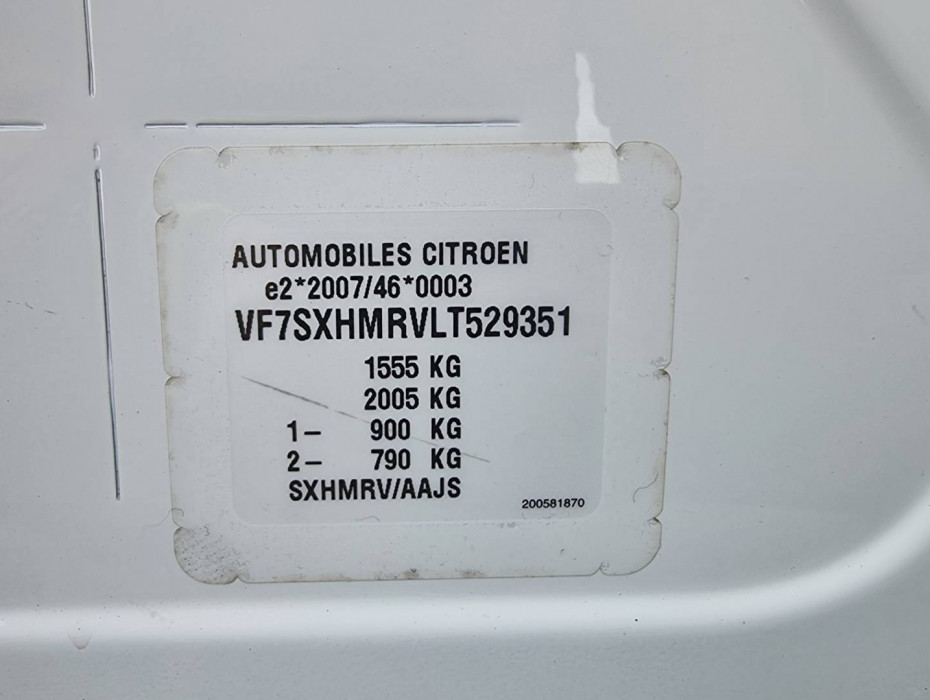 AUTOMOBILES CITROEN
e2*2007/46*0003
VF7SXHMRVLT529351
1555 KG
2005 KG
1– 900 KG
2– 790 KG
SXHMRV/AAJS
200581870